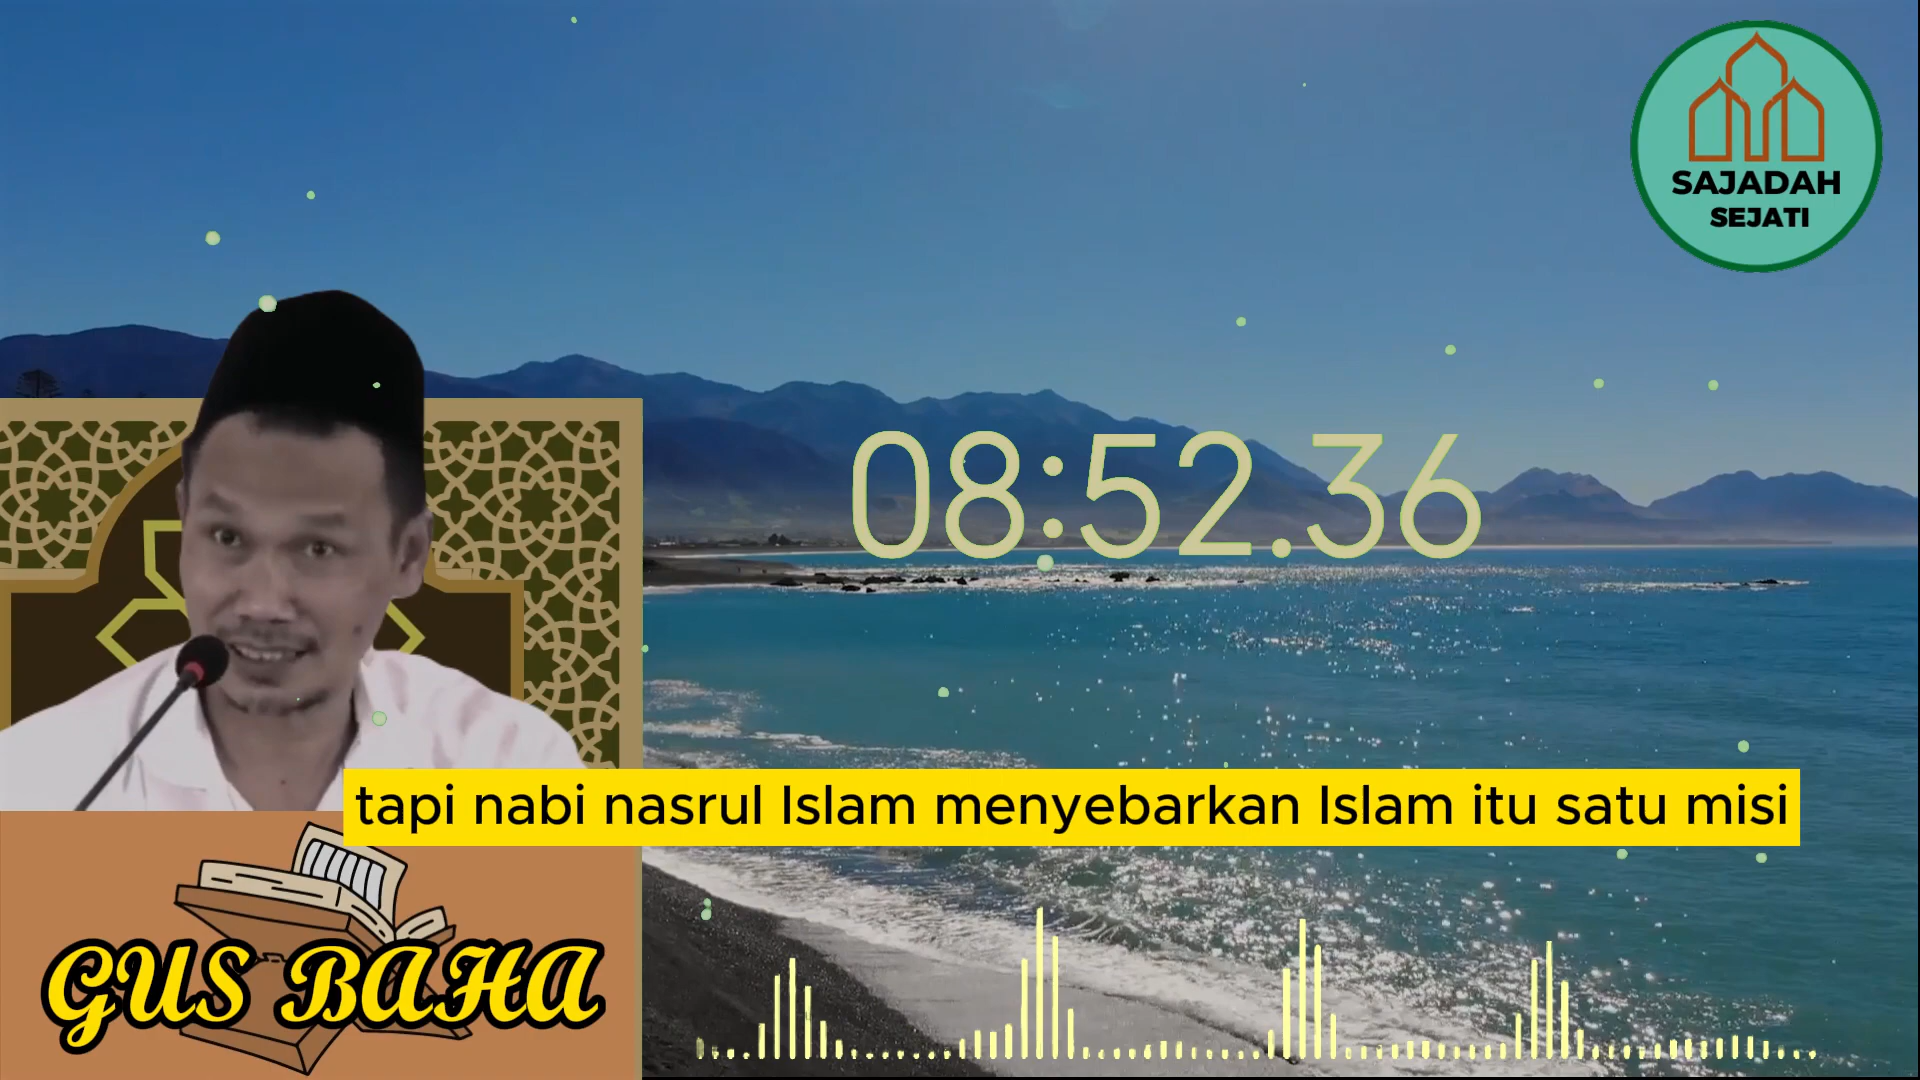 SAJADAH
SEJATI
08:52.36
tapi nabi nasrul Islam menyebarkan Islam itu satu misi
GUS BAHA